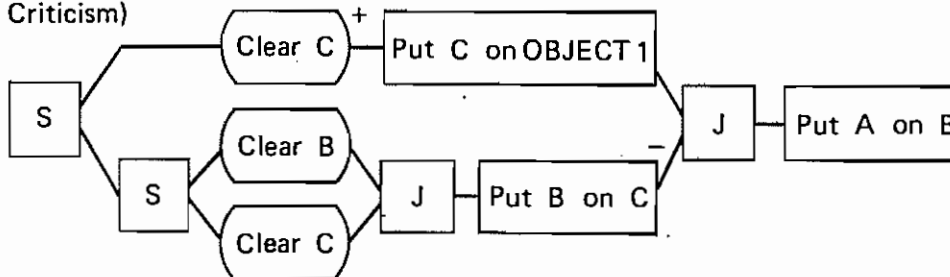 Criticism)
Clear C + Put C on OBJECT 1
S
J Put A on B
Clear B
S
J
– Put B on C
Clear C